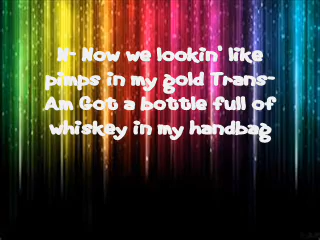 N- Now we lookin' like
pimps in my gold Trans-
Am Got a bottle full of
whiskey in my handbag